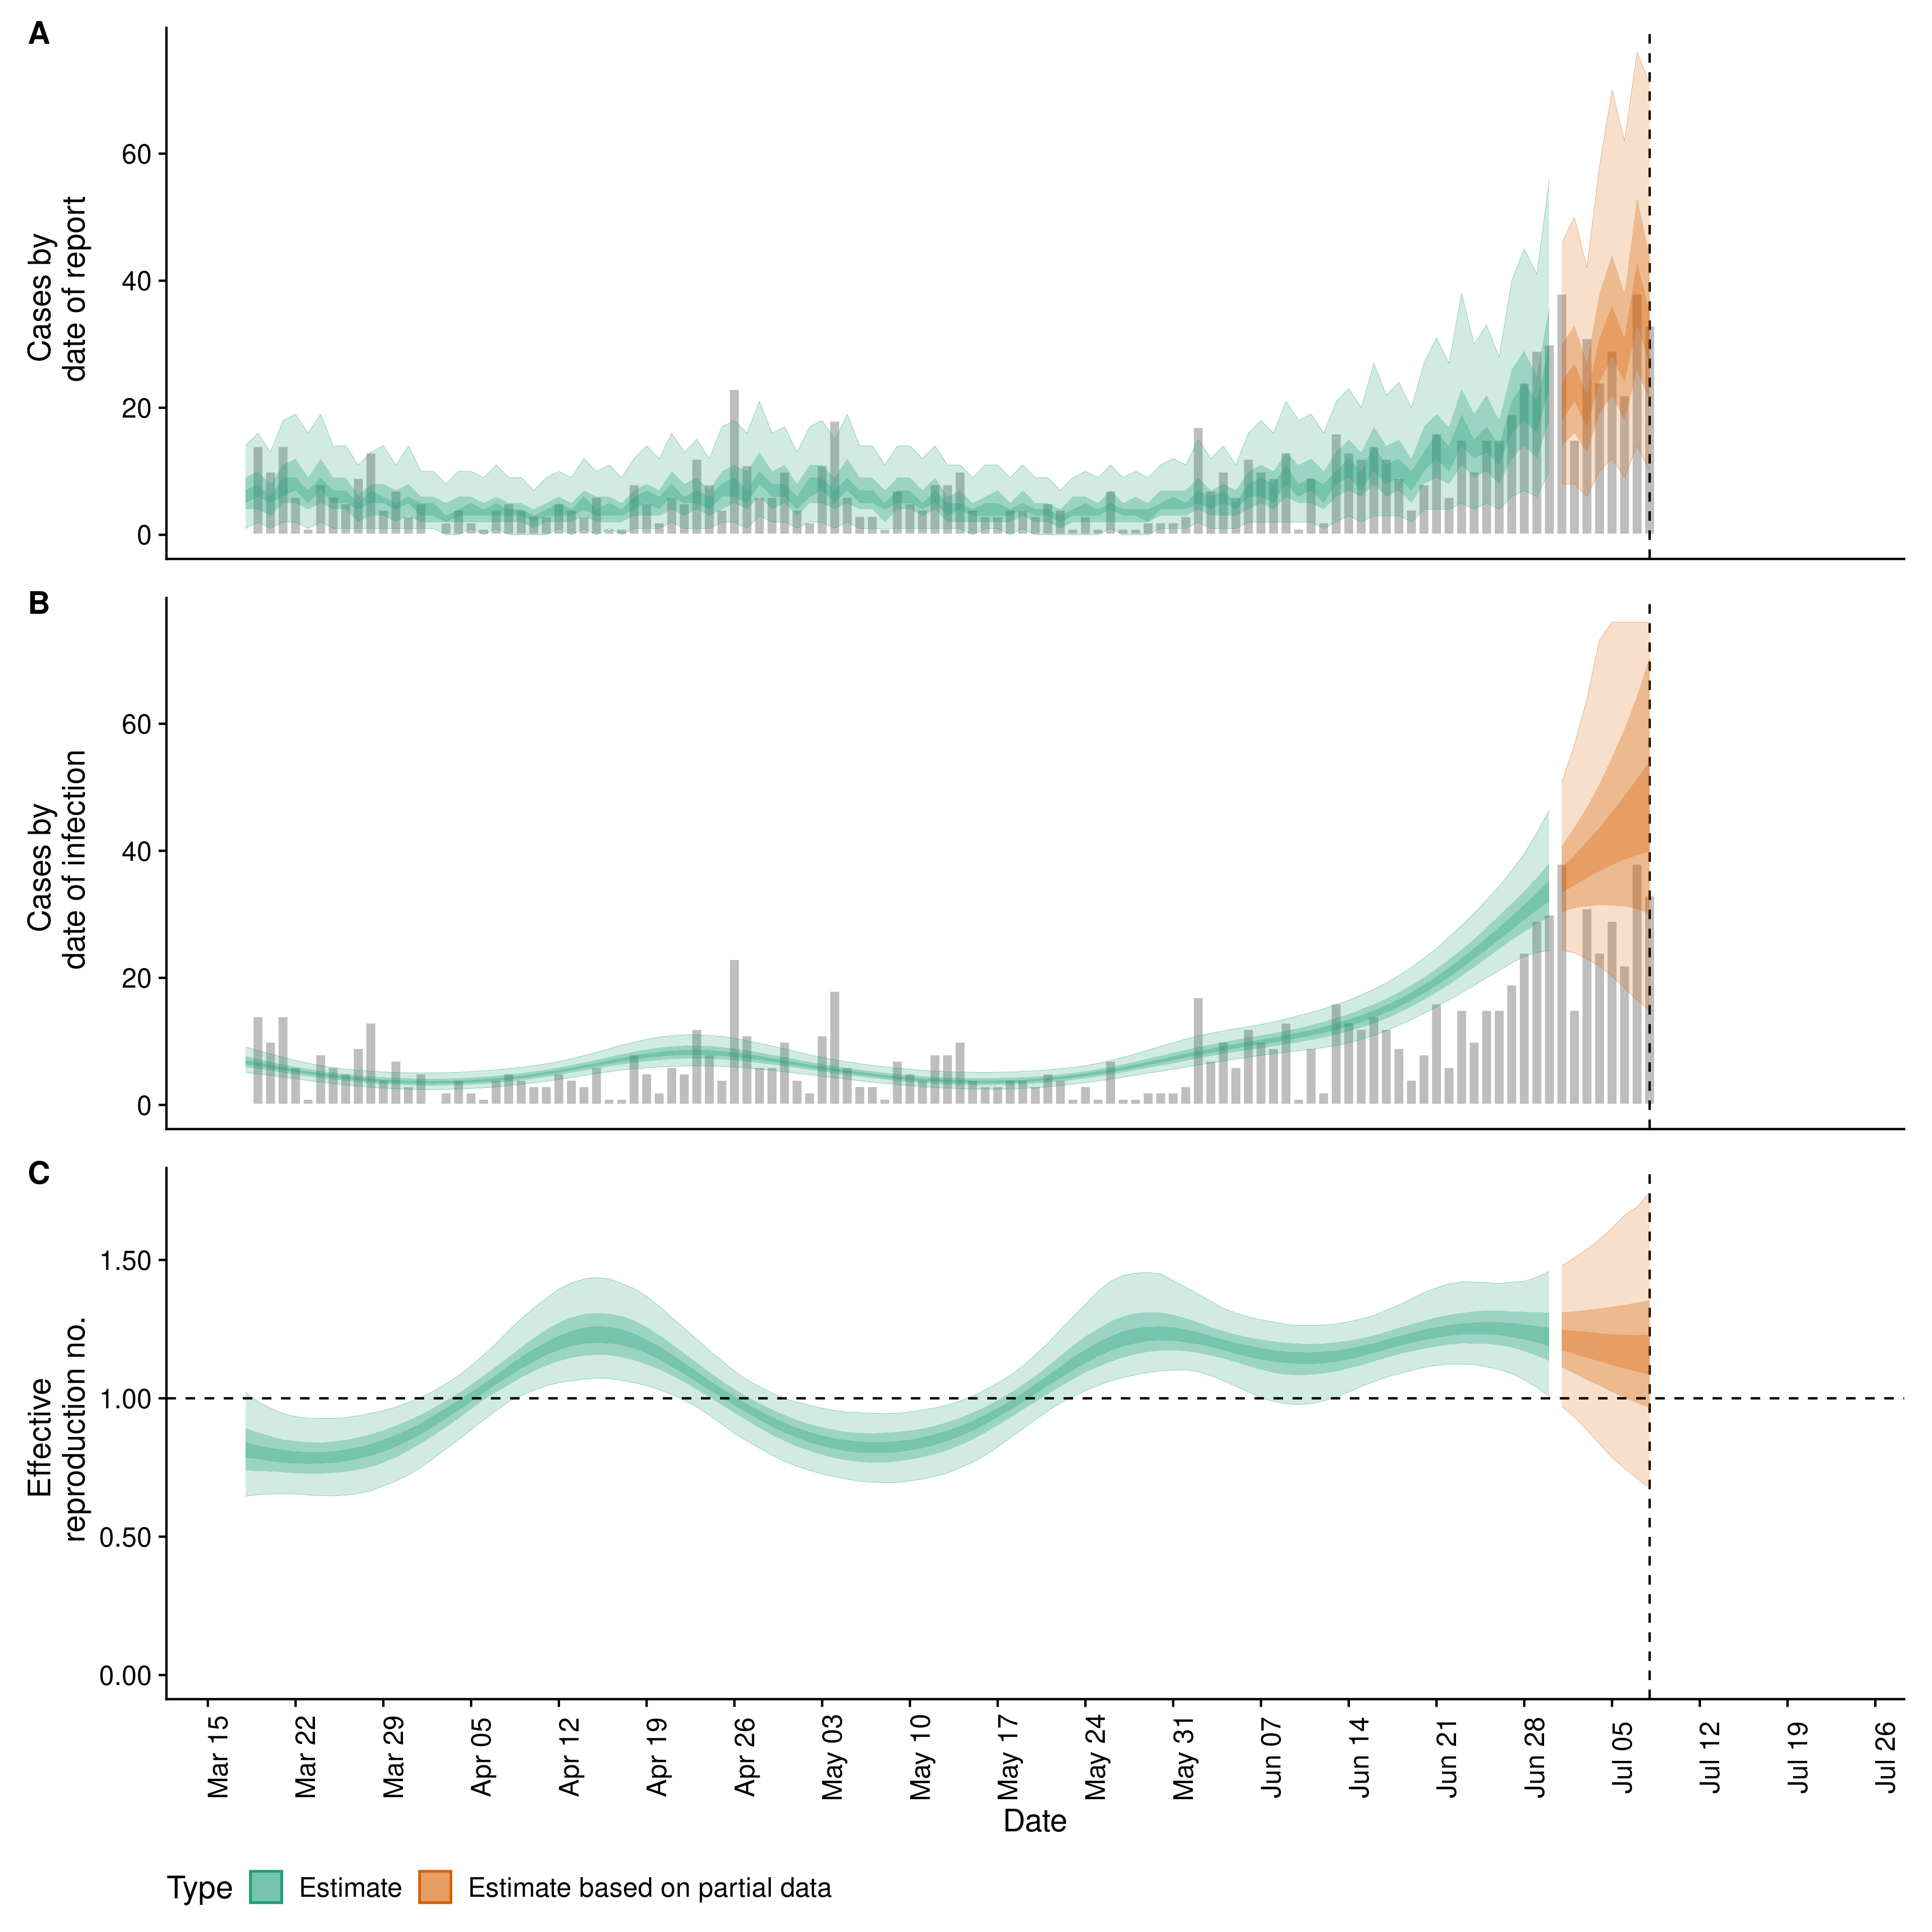 A
Cases by
date of report
60
40
20
0
B
Cases by
date of infection
60
40
20
0
C
Effective
reproduction no.
1.50
1.00
0.50
0.00
Mar 15
Mar 22
Mar 29
Apr 05
Apr 12
Apr 19
Apr 26
May 03
May 10
May 17
May 24
May 31
Jun 07
Jun 14
Jun 21
Jun 28
Jul 05
Jul 12
Jul 19
Jul 26
Date
Type Estimate Estimate based on partial data